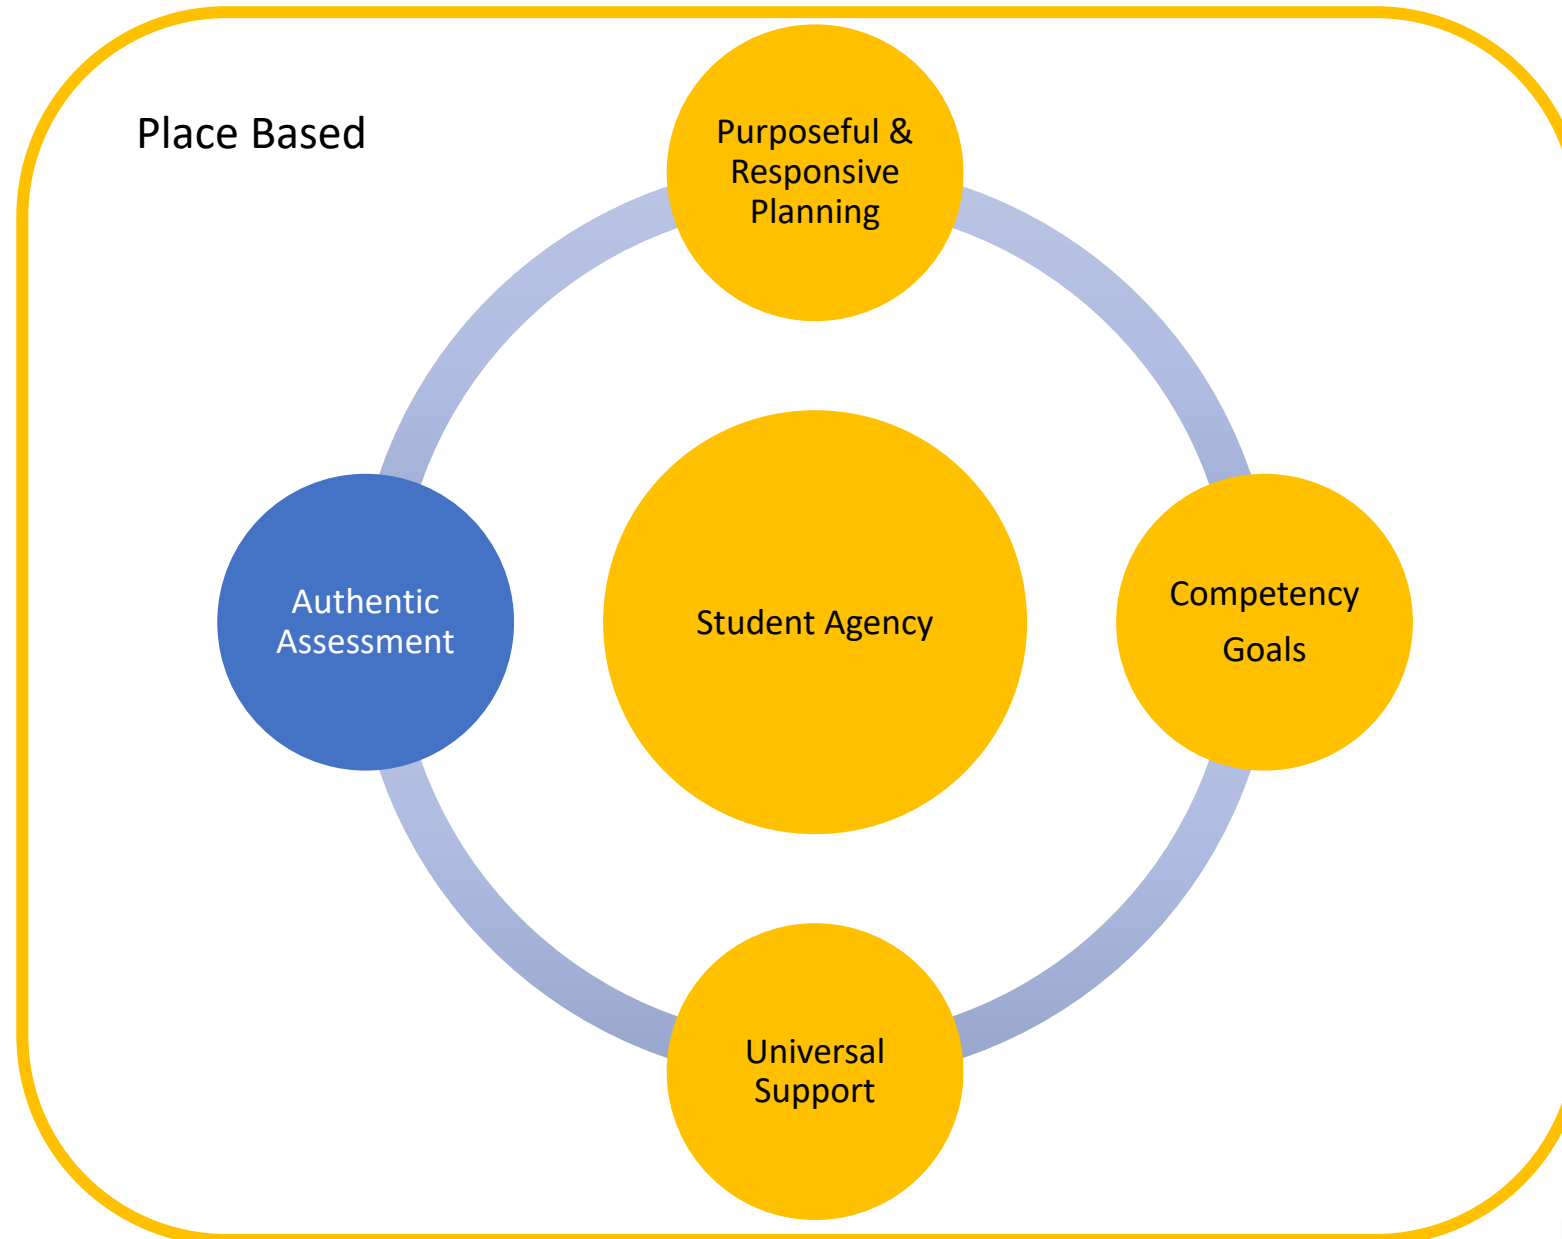 Place Based
Purposeful &
Responsive
Planning
Authentic
Assessment
Student Agency
Competency
Goals
Universal
Support